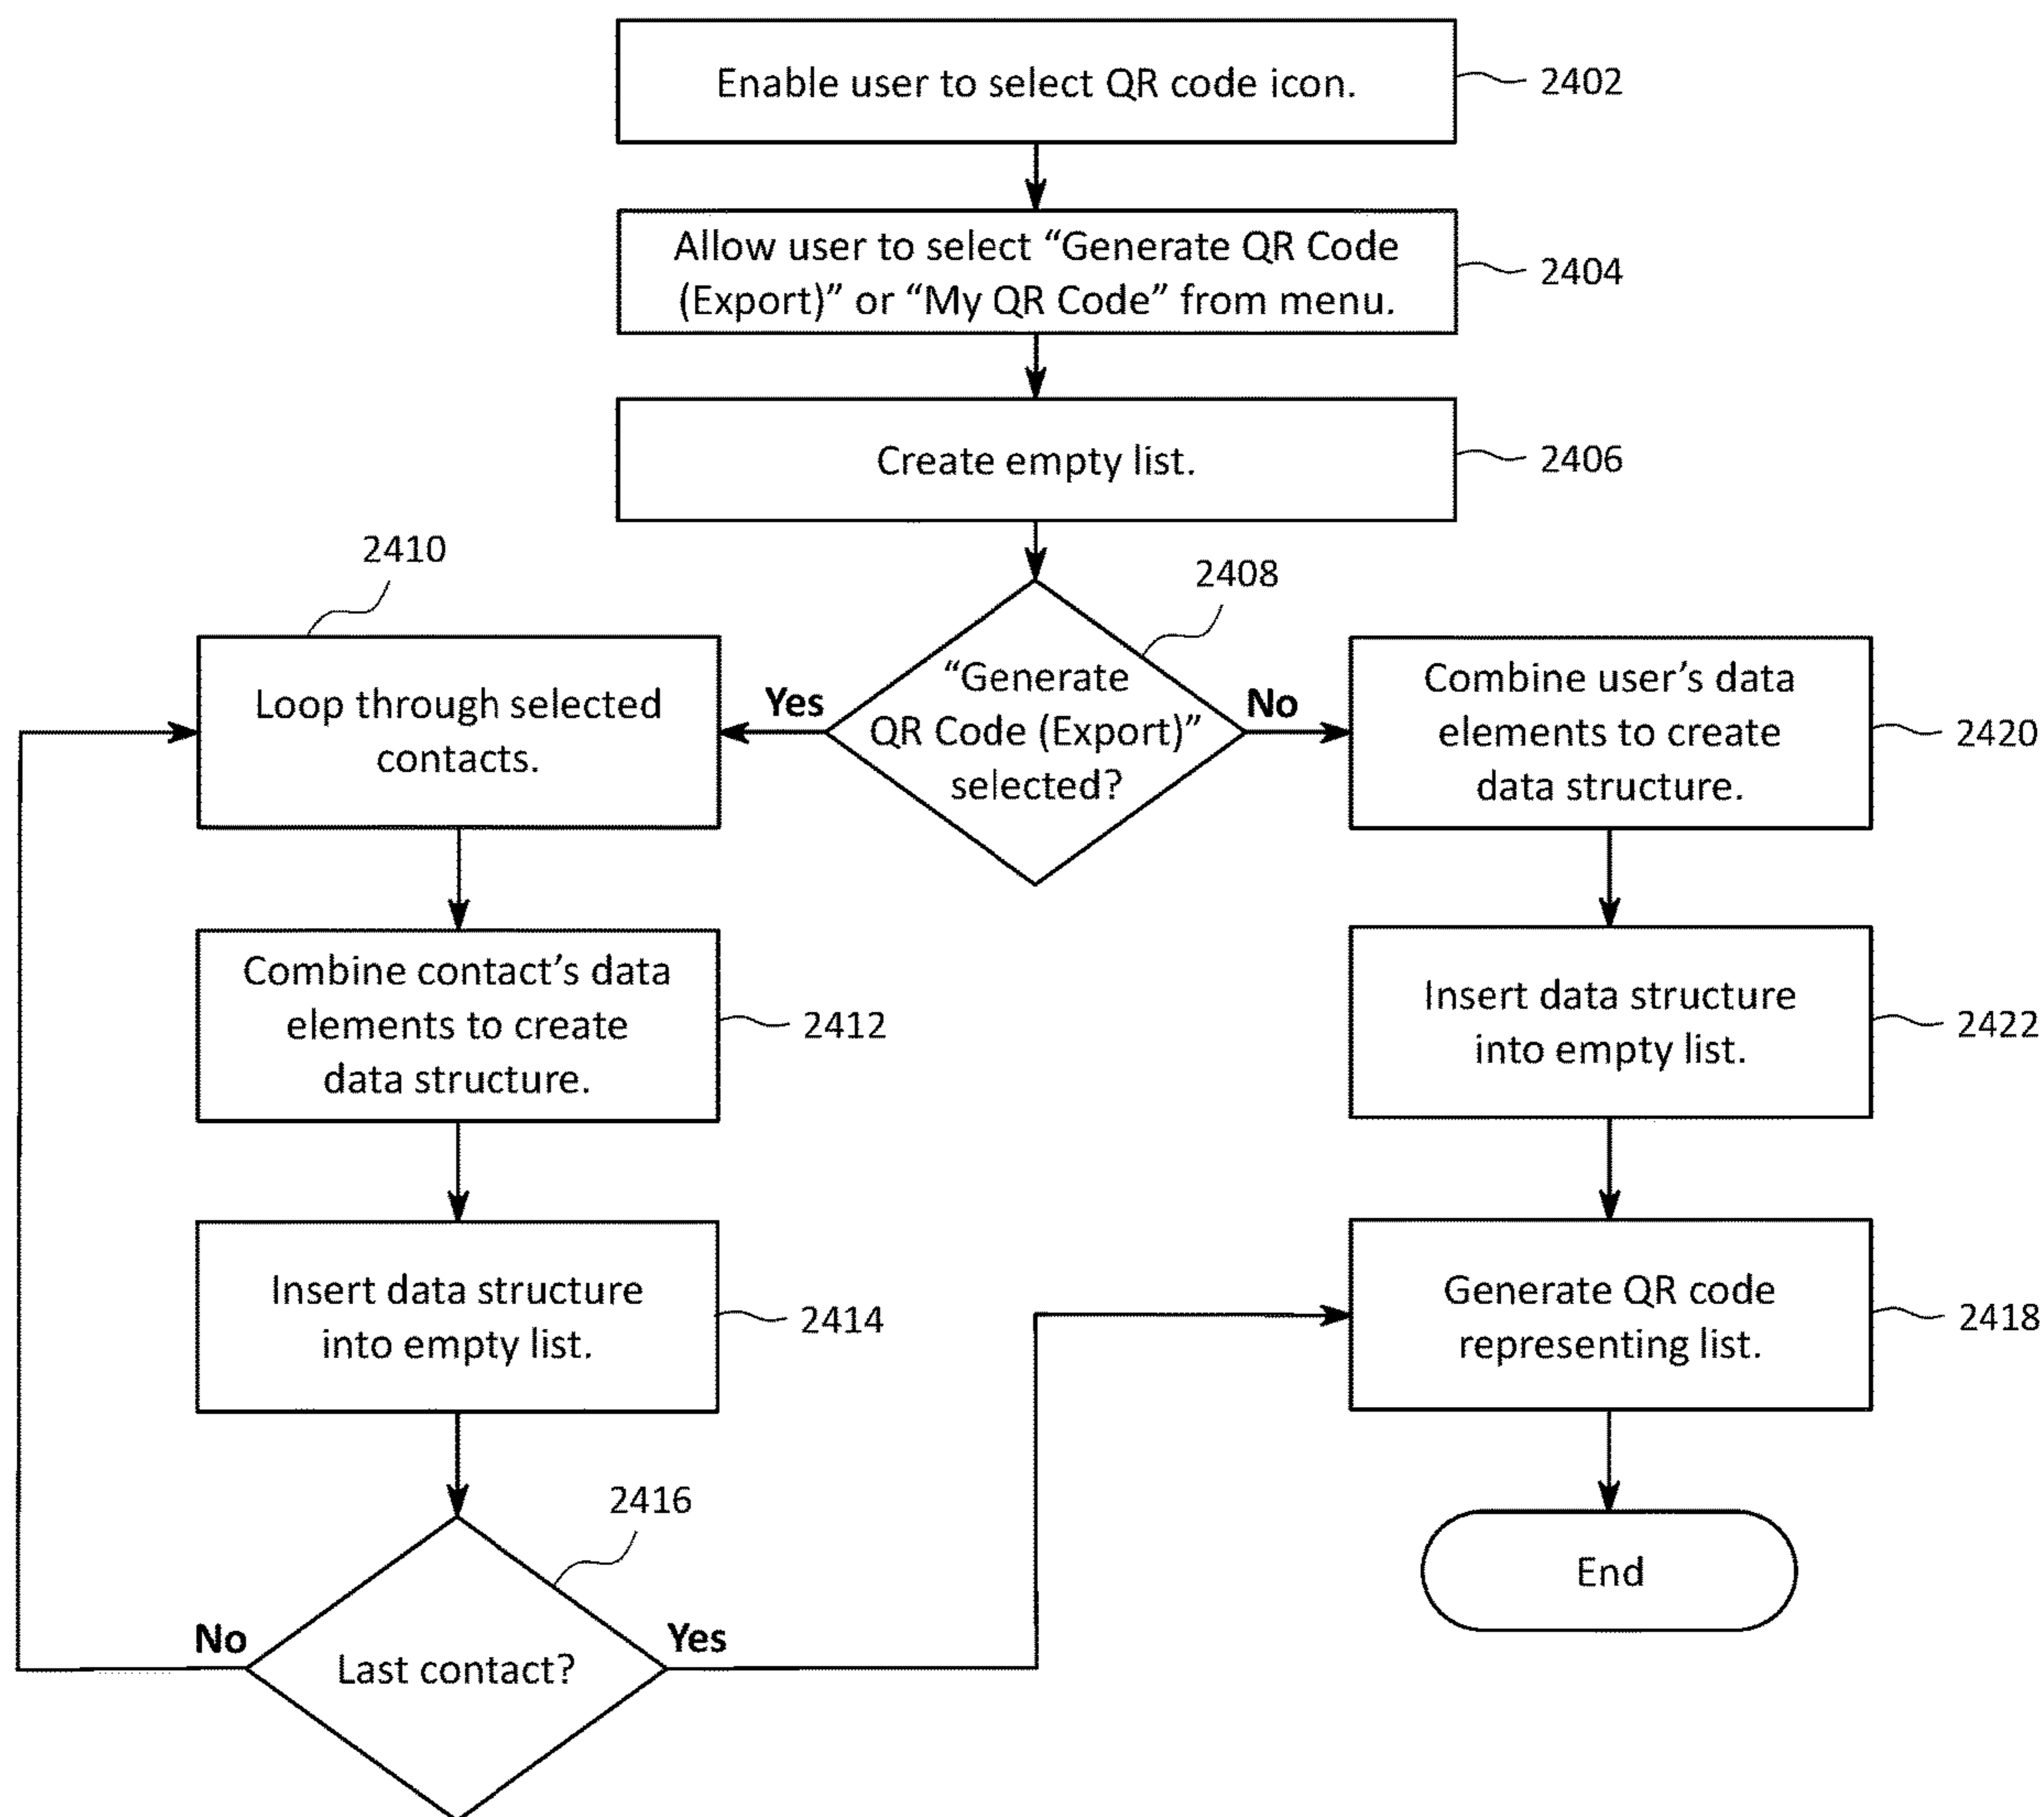 Enable user to select QR code icon.
2402
Allow user to select “Generate QR Code
(Export)” or “My QR Code” from menu.
2404
Create empty list.
2406
2408
“Generate
QR Code (Export)”
selected?
Yes
No
2410
Loop through selected
contacts.
Combine contact’s data
elements to create
data structure.
2412
Insert data structure
into empty list.
2414
2416
Last contact?
No
Yes
Combine user’s data
elements to create
data structure.
2420
Insert data structure
into empty list.
2422
Generate QR code
representing list.
2418
End